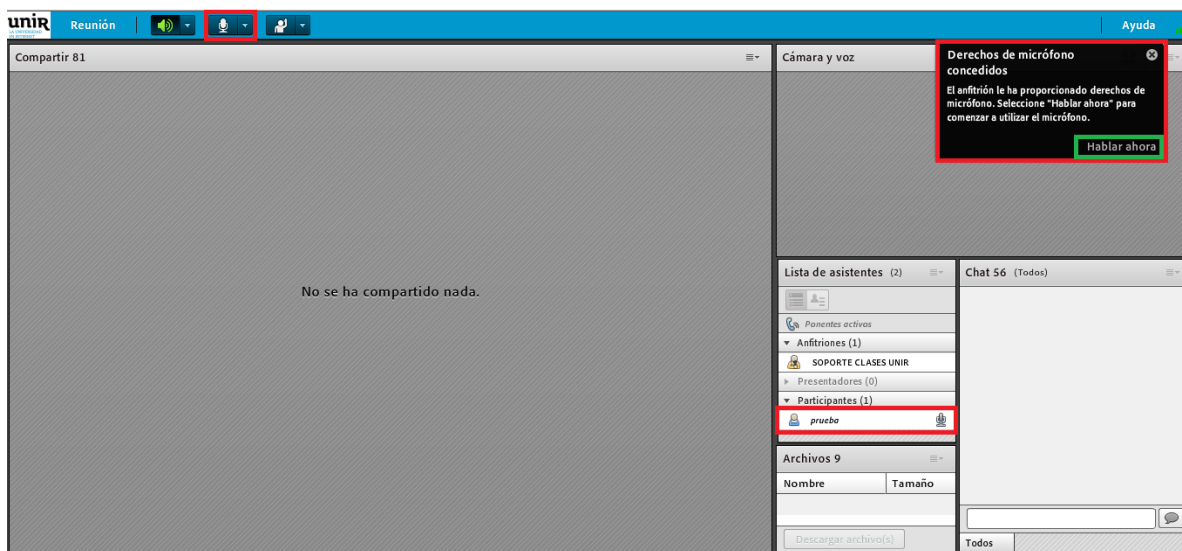 unir
LA UNIVERSIDAD
EN INTERNET
Reunión
Ayuda
Compartir 81
Cámara y voz
Derechos de micrófono
concedidos
El anfitrión le ha proporcionado derechos de
micrófono. Seleccione "Hablar ahora" para
comenzar a utilizar el micrófono.
Hablar ahora
No se ha compartido nada.
Lista de asistentes (2)
Ponentes activos
Anfitriones (1)
SOPORTE CLASES UNIR
Presentadores (0)
Participantes (1)
prueba
Archivos 9
Nombre Tamaño
Descargar archivo(s)
Chat 56 (Todos)
Todos